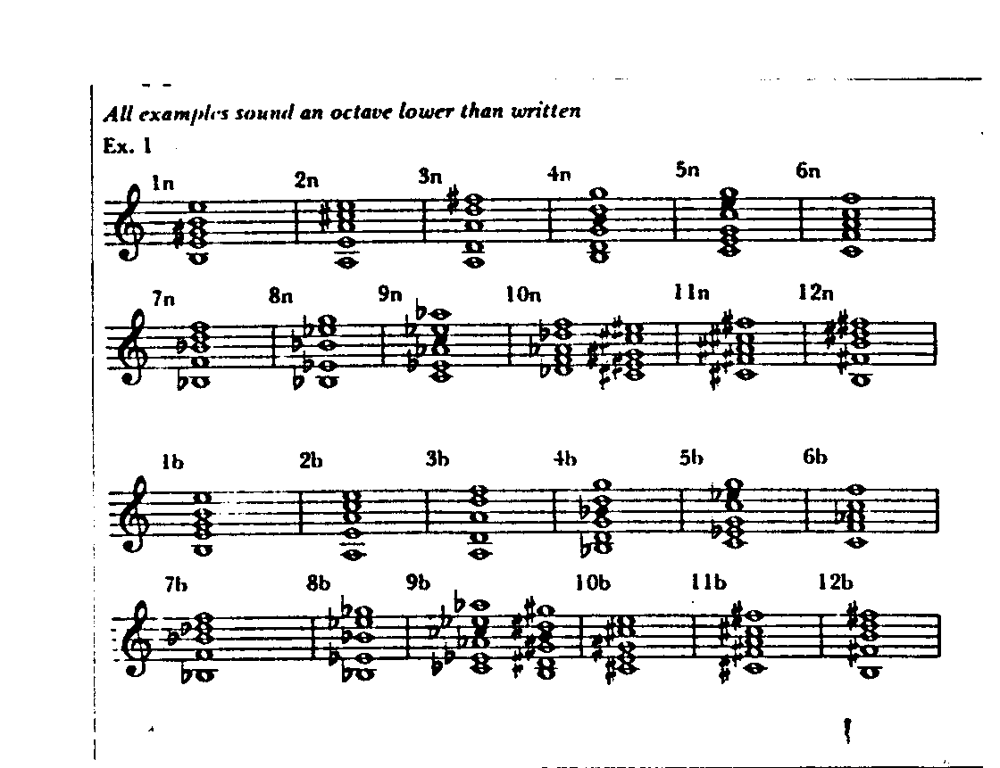 All examples sound an octave lower than written
Ex. 1
1n 2n 3n 4n 5n 6n
7n 8n 9n 10n 11n 12n
1b 2b 3b 4b 5b 6b
7b 8b 9b 10b 11b 12b